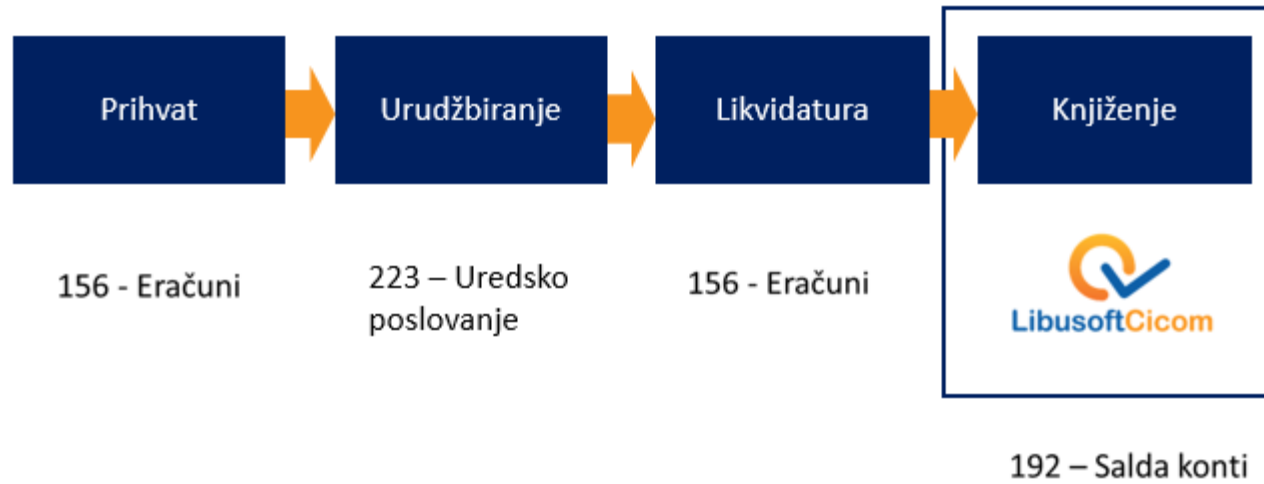 Prihvat
Urudžbiranje
Likvidatura
Knjiženje
156 - Eračuni
223 – Uredsko
poslovanje
156 - Eračuni
LibusoftCicom
192 – Salda konti